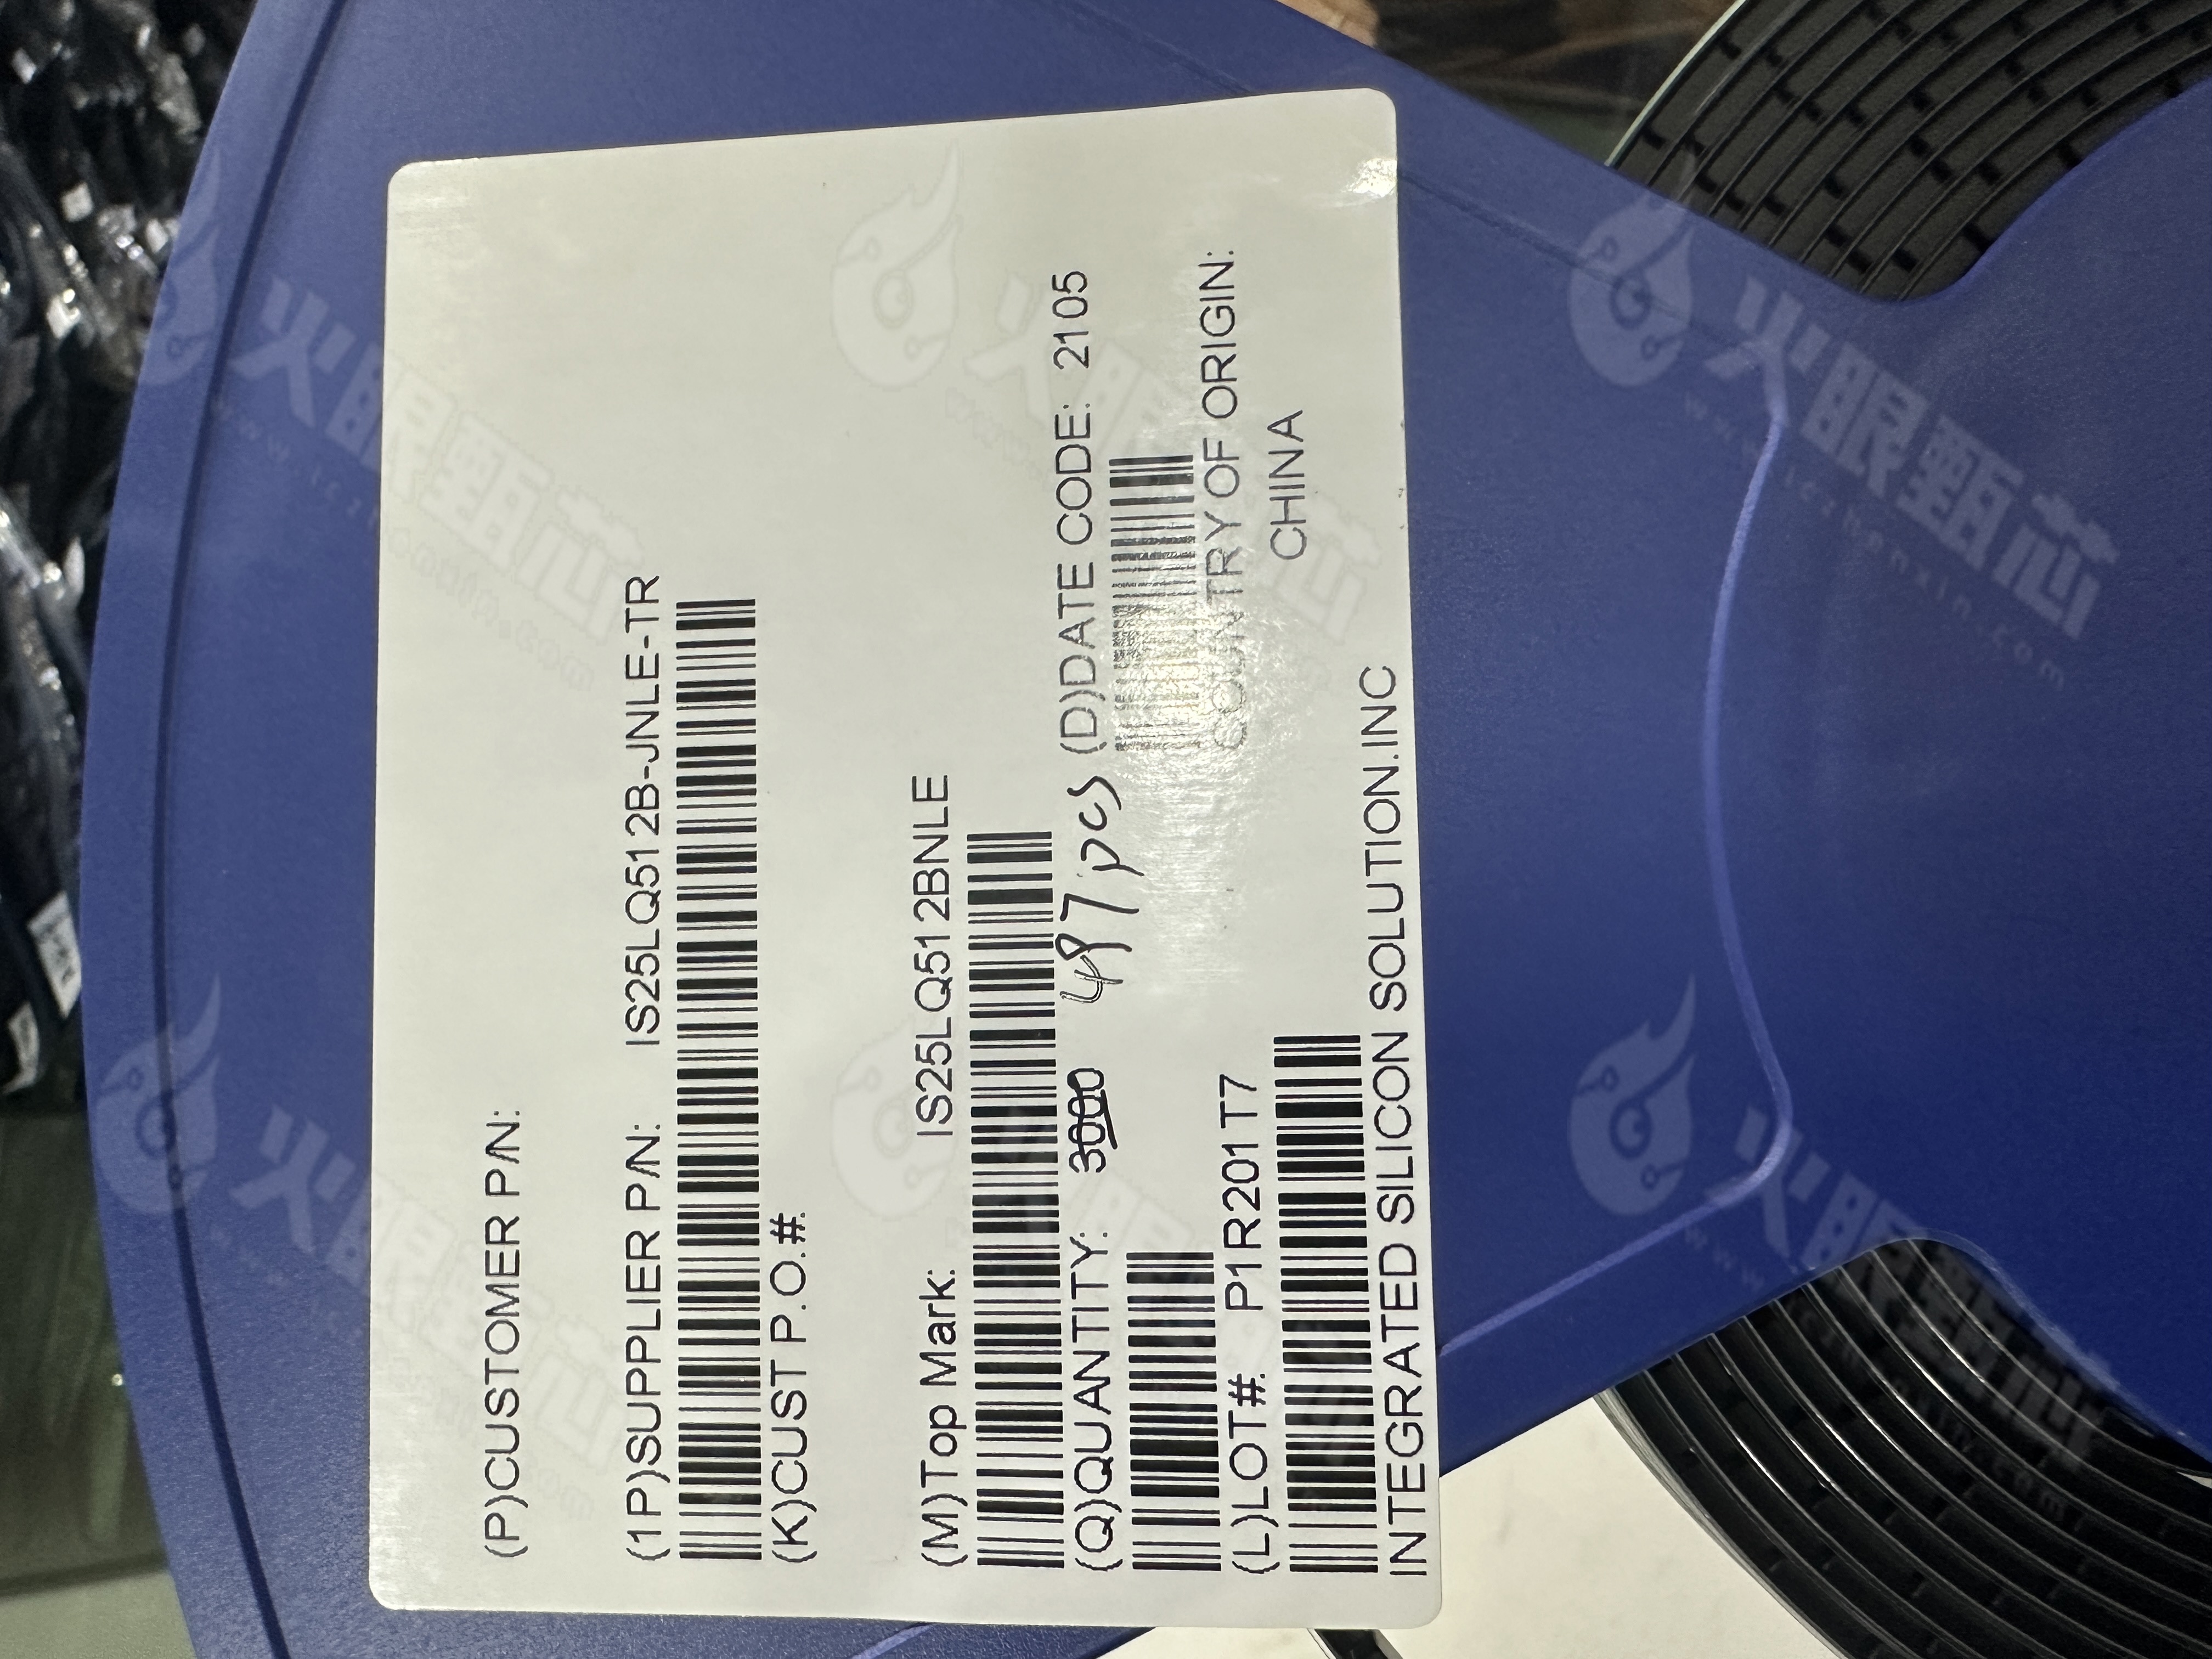 (P)CUSTOMER P/N:
(1P)SUPPLIER P/N: IS25LQ512B-JNLE-TR
(K)CUST P.O.#:
(M)Top Mark: IS25LQ512BNLE
(Q)QUANTITY: 3000 497pcs (D)DATE CODE: 2105
(L)LOT#: P1R201T7 COUNTRY OF ORIGIN:
CHINA
INTEGRATED SILICON SOLUTION.INC
火眼甄芯